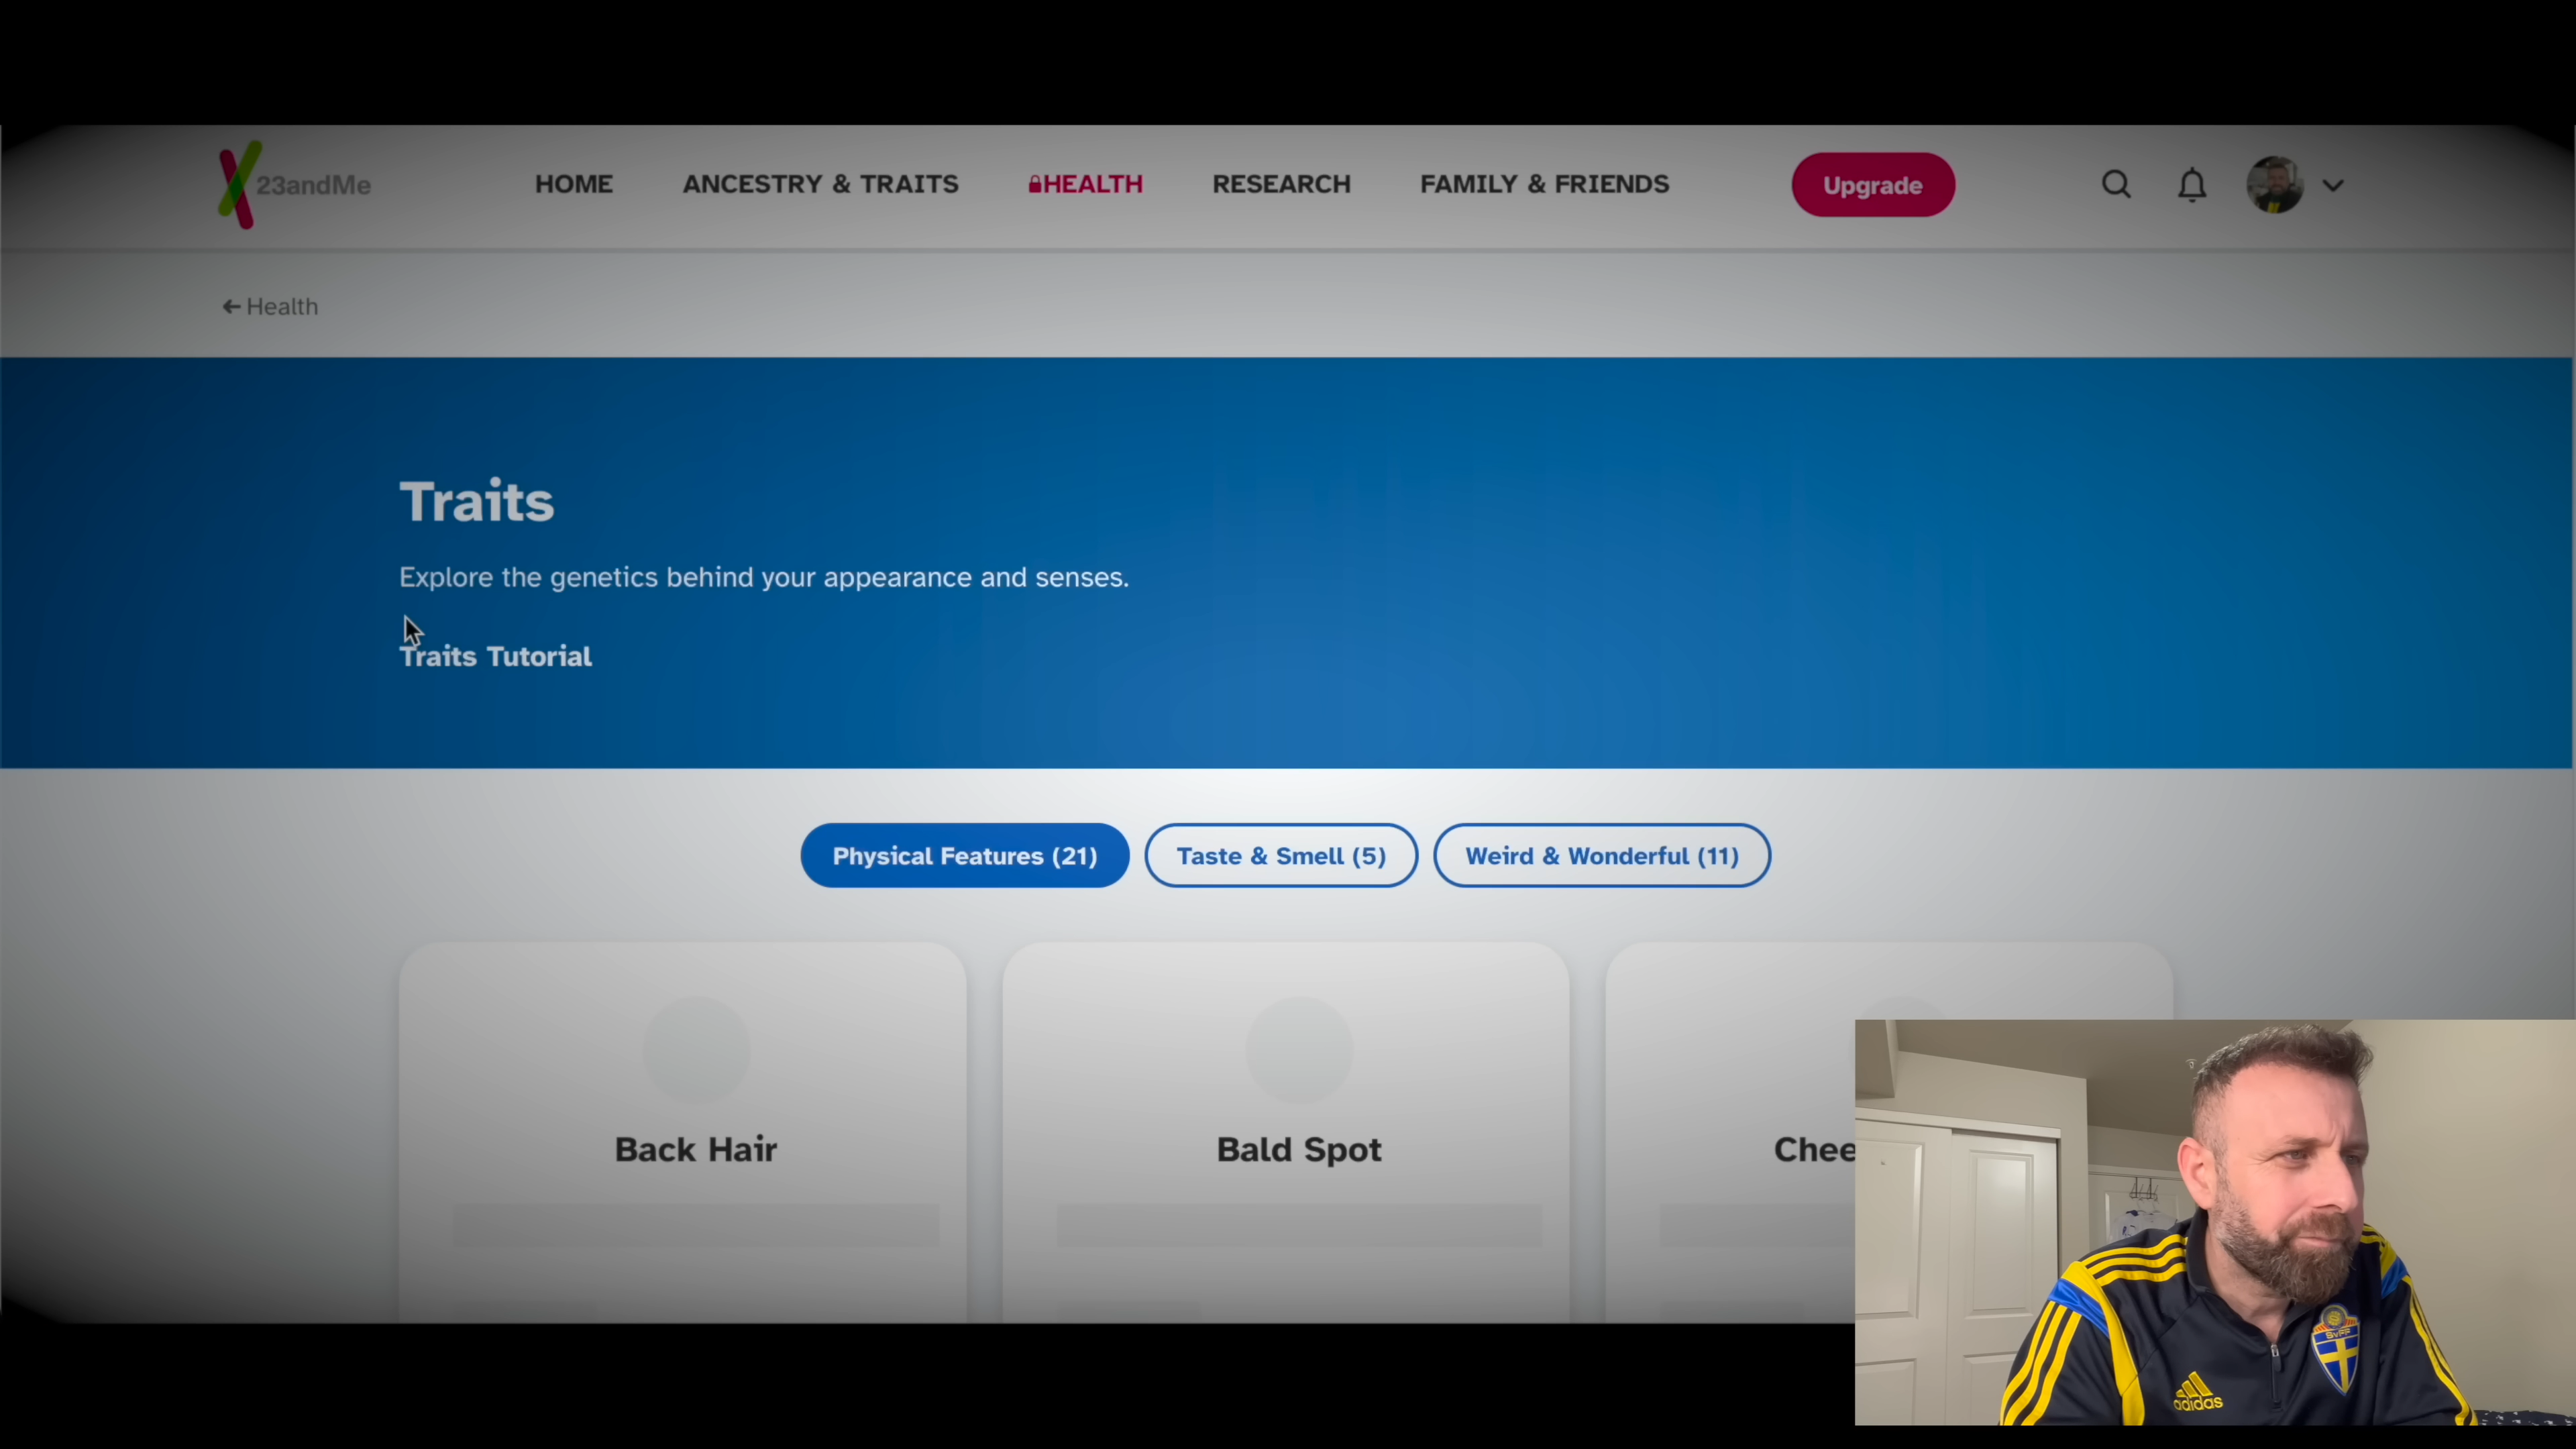 23andMe
HOME ANCESTRY & TRAITS HEALTH RESEARCH FAMILY & FRIENDS Upgrade
Health
Traits
Explore the genetics behind your appearance and senses.
Traits Tutorial
Physical Features (21) Taste & Smell (5) Weird & Wonderful (11)
Back Hair Bald Spot Chee
SvFF
adidas